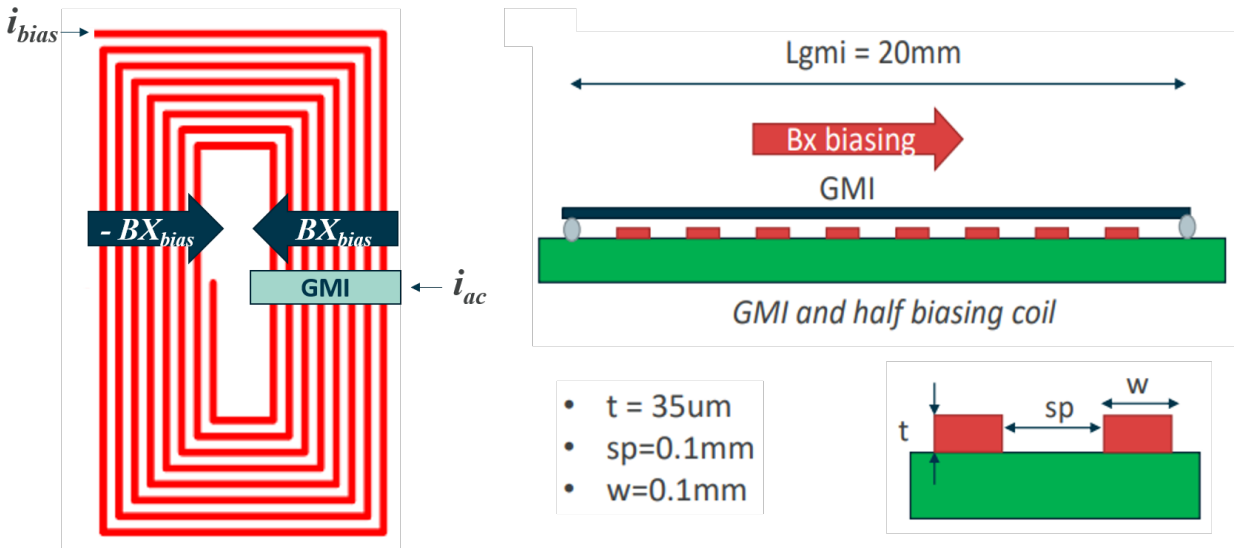 i_bias
- BX_bias
BX_bias
GMI
i_ac
Lgmi = 20mm
Bx biasing
GMI
GMI and half biasing coil
• t = 35um
• sp=0.1mm
• w=0.1mm
w
sp
t